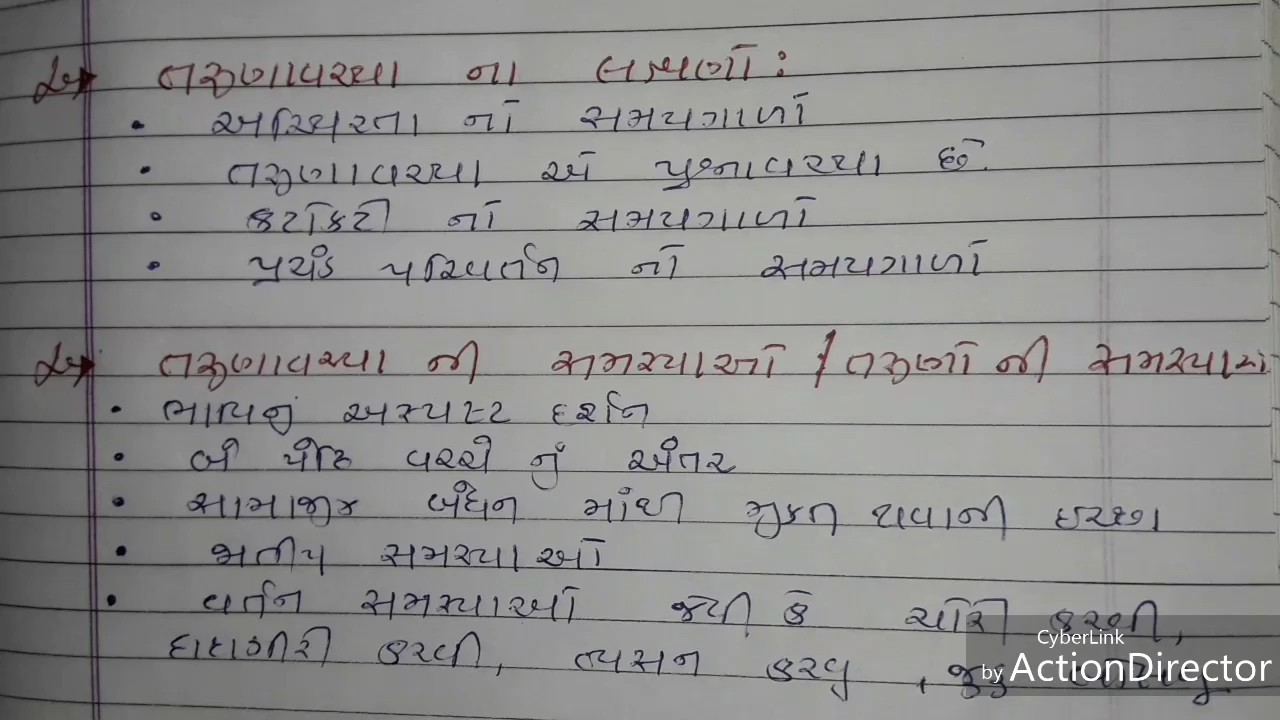 તરુણાવસ્થા ના લક્ષણો :
• અસ્થિરતા નો સમયગાળો
• તરુણાવસ્થા એ મુગ્ધાવસ્થા છે.
• કટોકટી નો સમયગાળો
• પ્રચંડ પરિવર્તન નો સમયગાળો
તરુણાવસ્થા ની સમસ્યાઓ / તરુણો ની સમસ્યાઓ
• ભાવિનું અસ્પષ્ટ દર્શન
• બે પેઢિ વચ્ચે નું અંતર
• સામાજીક બંધન માંથી મુક્ત થવાની ઇચ્છા
• જાતીય સમસ્યાઓ
• વર્તન સમસ્યાઓ જેવી કે ચોરી કરવી,
દાદાગીરી કરવી, વ્યસન કરવુ , જુઠુ
CyberLink
by ActionDirector